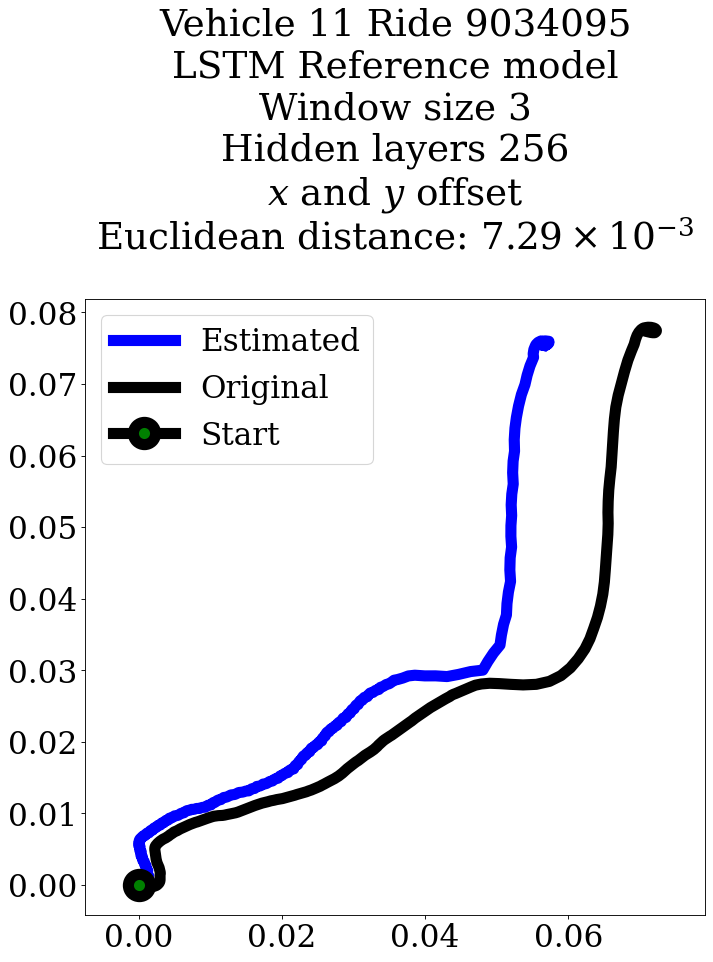 Vehicle 11 Ride 9034095
LSTM Reference model
Window size 3
Hidden layers 256
x and y offset
Euclidean distance: 7.29 × 10⁻³
Estimated
Original
Start
0.08
0.07
0.06
0.05
0.04
0.03
0.02
0.01
0.00
0.00 0.02 0.04 0.06